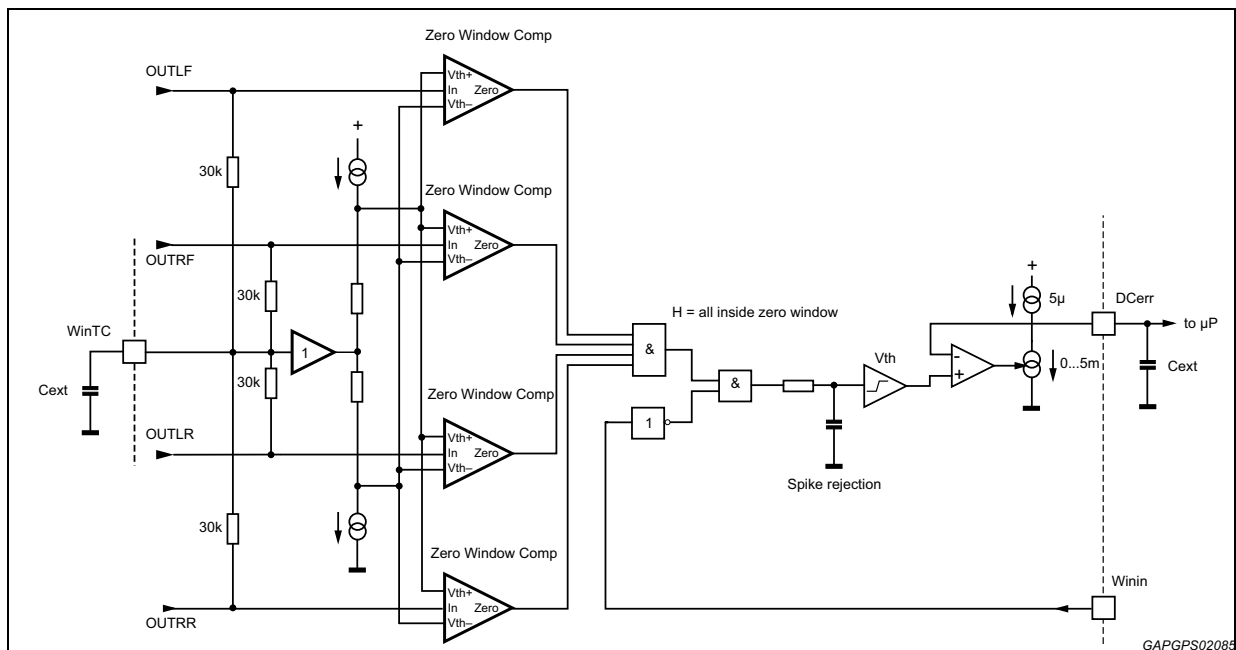 Zero Window Comp
OUTLF
Vth+
In Zero
Vth–
+
30k
Zero Window Comp
OUTRF
Vth+
In Zero
Vth–
30k
WinTC
1
Cext
30k
H = all inside zero window
&
&
Vth
+
5µ
DCerr
to µP
-
+
0...5m
Cext
Zero Window Comp
1
OUTLR
Vth+
In Zero
Vth–
Spike rejection
30k
Zero Window Comp
Winin
Vth+
In Zero
Vth–
OUTRR
GAPGPS02085